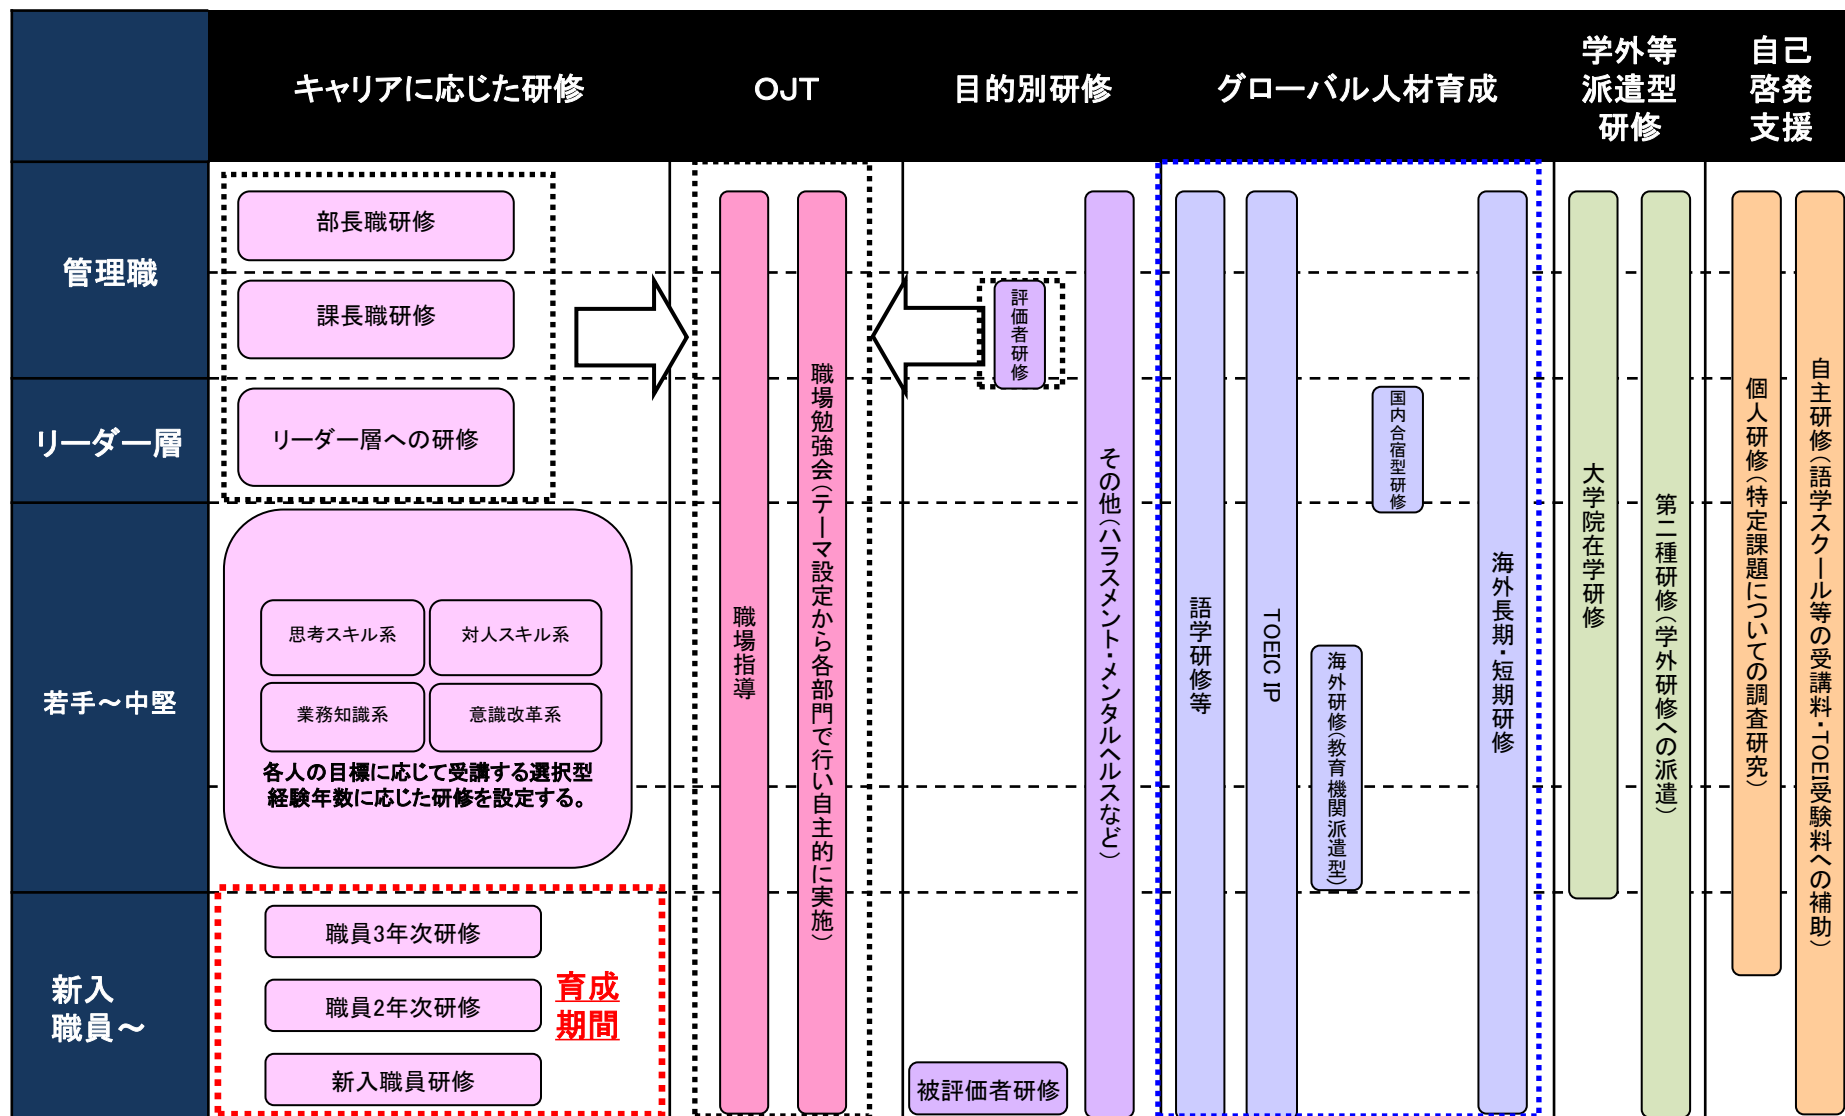 キャリアに応じた研修
OJT
目的別研修
グローバル人材育成
学外等
派遣型
研修
自己
啓発
支援
管理職
リーダー層
若手～中堅
新入
職員～
部長職研修
課長職研修
リーダー層への研修
思考スキル系
対人スキル系
業務知識系
意識改革系
各人の目標に応じて受講する選択型
経験年数に応じた研修を設定する。
職員3年次研修
職員2年次研修
新入職員研修
育成
期間
職場指導
職場勉強会（テーマ設定から各部門で行い自主的に実施）
評価者研修
被評価者研修
その他（ハラスメント・メンタルヘルスなど）
語学研修等
TOEIC IP
海外研修（教育機関派遣型）
国内合宿型研修
海外長期・短期研修
大学院在学研修
第二種研修（学外研修への派遣）
個人研修（特定課題についての調査研究）
自主研修（語学スクール等の受講料・TOEI受験料への補助）